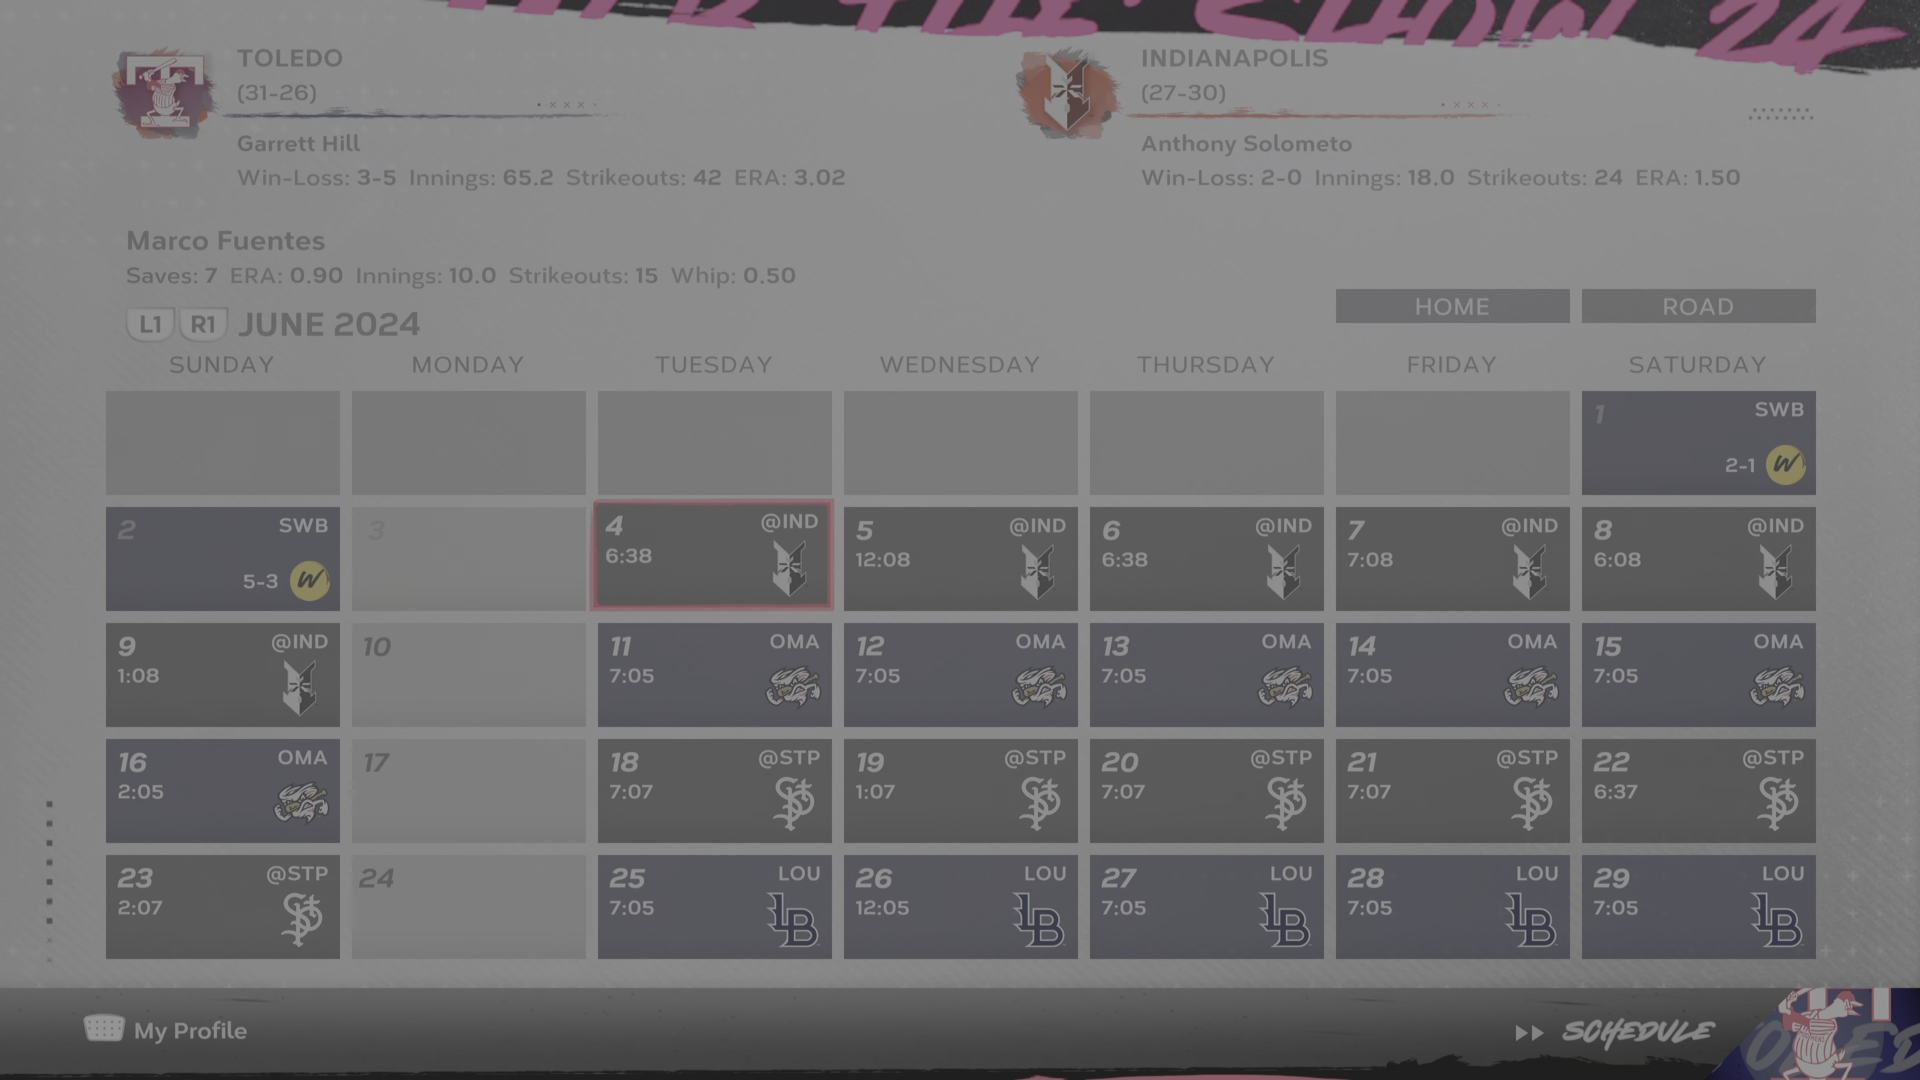 THE SHOW 24
TOLEDO
(31-26)
Garrett Hill
Win-Loss: 3-5 Innings: 65.2 Strikeouts: 42 ERA: 3.02
INDIANAPOLIS
(27-30)
Anthony Solometo
Win-Loss: 2-0 Innings: 18.0 Strikeouts: 24 ERA: 1.50
Marco Fuentes
Saves: 7 ERA: 0.90 Innings: 10.0 Strikeouts: 15 Whip: 0.50
L1 R1 JUNE 2024
HOME ROAD
SUNDAY MONDAY TUESDAY WEDNESDAY THURSDAY FRIDAY SATURDAY
1 SWB
2-1 W
2 SWB
5-3 W
3
4 @IND
6:38
5 @IND
12:08
6 @IND
6:38
7 @IND
7:08
8 @IND
6:08
9 @IND
1:08
10
11 OMA
7:05
12 OMA
7:05
13 OMA
7:05
14 OMA
7:05
15 OMA
7:05
16 OMA
2:05
17
18 @STP
7:07
19 @STP
1:07
20 @STP
7:07
21 @STP
7:07
22 @STP
6:37
23 @STP
2:07
24
25 LOU
7:05
LB
26 LOU
12:05
LB
27 LOU
7:05
LB
28 LOU
7:05
LB
29 LOU
7:05
LB
My Profile
SCHEDULE